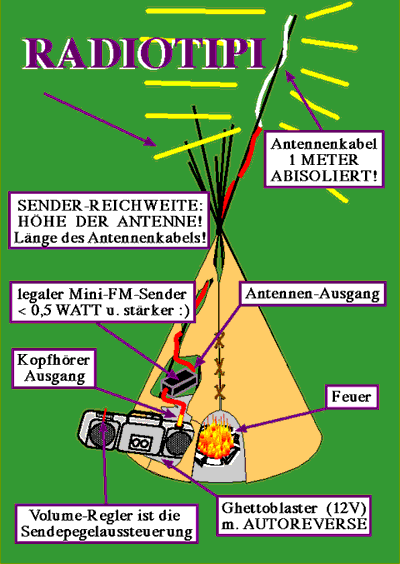 RADIOTIPI
Antennenkabel
1 METER
ABISOLIERT!
SENDER-REICHWEITE:
HÖHE DER ANTENNE!
Länge des Antennenkabels!
legaler Mini-FM-Sender
< 0,5 WATT u. stärker :)
Antennen-Ausgang
Kopfhörer
Ausgang
Feuer
Volume-Regler ist die
Sendepegelaussteuerung
Ghettoblaster (12V)
m. AUTOREVERSE